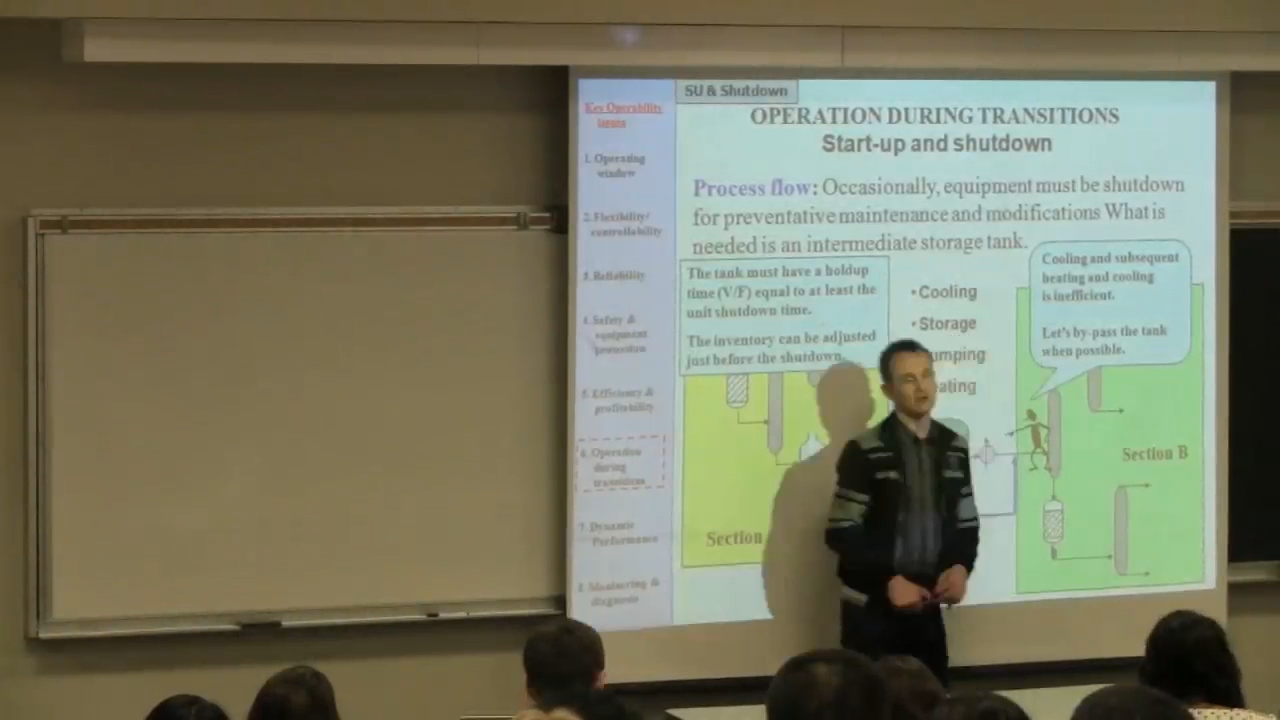 SU & Shutdown
OPERATION DURING TRANSITIONS
Start-up and shutdown
Key Operability
issues
1. Operating
window
2. Flexibility/
controllability
3. Reliability
4. Safety &
equipment
protection
5. Efficiency &
profitability
6. Operation
during
transitions
7. Dynamic
Performance
8. Monitoring &
diagnosis
Process flow: Occasionally, equipment must be shutdown
for preventative maintenance and modifications What is
needed is an intermediate storage tank.
The tank must have a holdup
time (V/F) equal to at least the
unit shutdown time.
The inventory can be adjusted
just before the shutdown.
•Cooling
•Storage
umping
eating
Cooling and subsequent
heating and cooling
is inefficient.
Let's by-pass the tank
when possible.
Section
Section B